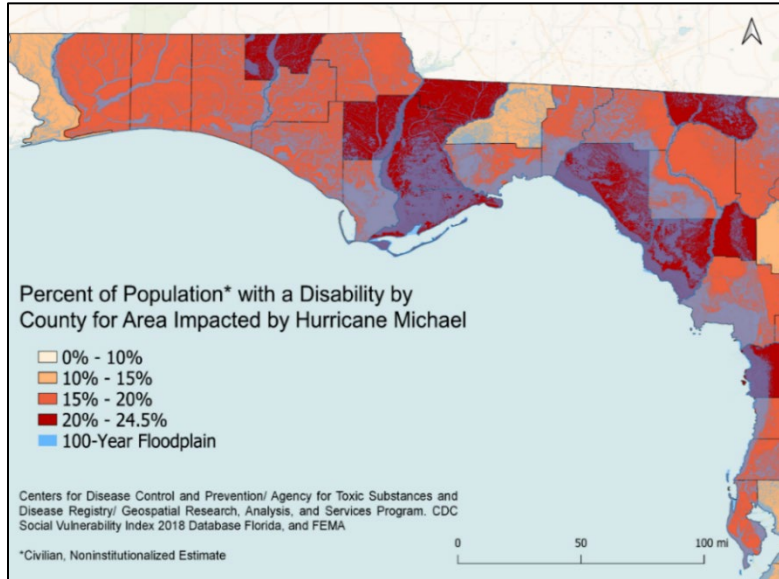 Percent of Population* with a Disability by
County for Area Impacted by Hurricane Michael
0% - 10%
10% - 15%
15% - 20%
20% - 24.5%
100-Year Floodplain
Centers for Disease Control and Prevention/ Agency for Toxic Substances and
Disease Registry/ Geospatial Research, Analysis, and Services Program. CDC
Social Vulnerability Index 2018 Database Florida, and FEMA
*Civilian, Noninstitutionalized Estimate
0 50 100 mi